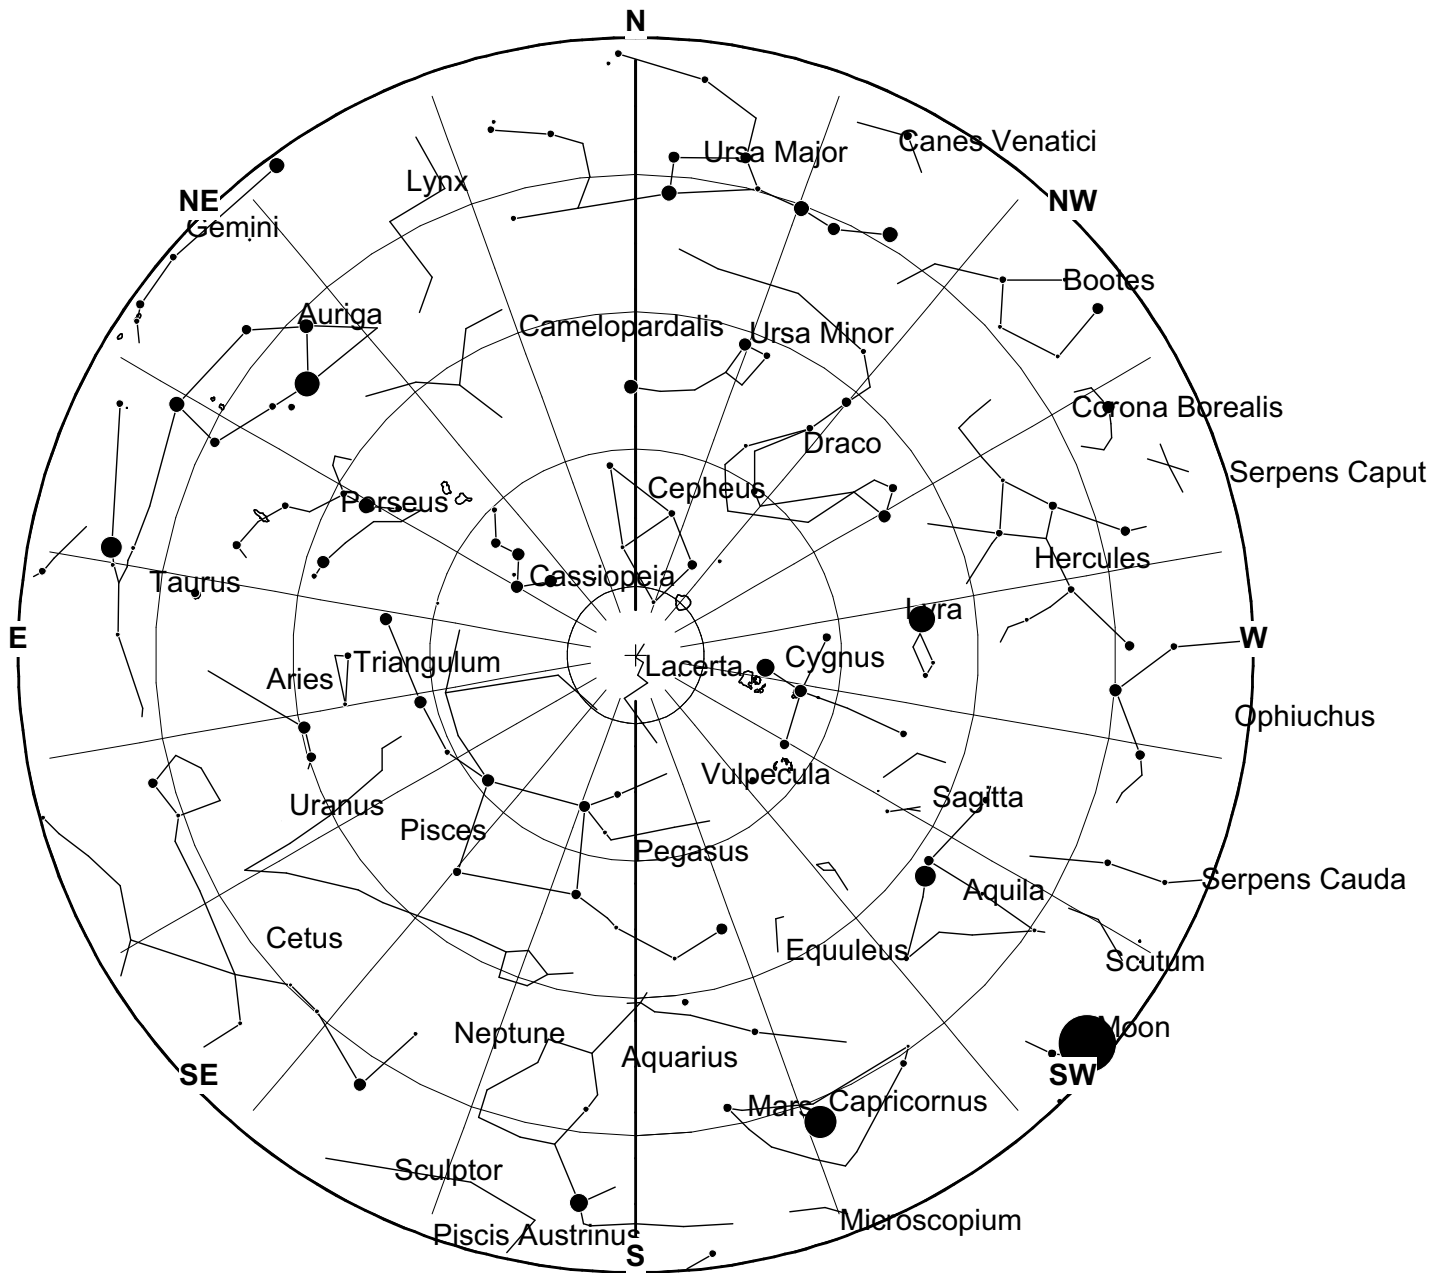 N
Ursa Major
Canes Venatici
Lynx
NE
NW
Gemini
Bootes
Auriga
Camelopardalis
Ursa Minor
Corona Borealis
Draco
Serpens Caput
Cepheus
Perseus
Hercules
Cassiopeia
Taurus
Lyra
E
W
Triangulum
Lacerta
Cygnus
Aries
Ophiuchus
Vulpecula
Uranus
Sagitta
Pisces
Pegasus
Serpens Cauda
Aquila
Cetus
Equuleus
Scutum
Neptune
Moon
Aquarius
SE
SW
Mars
Capricornus
Sculptor
Microscopium
Piscis Austrinus
S